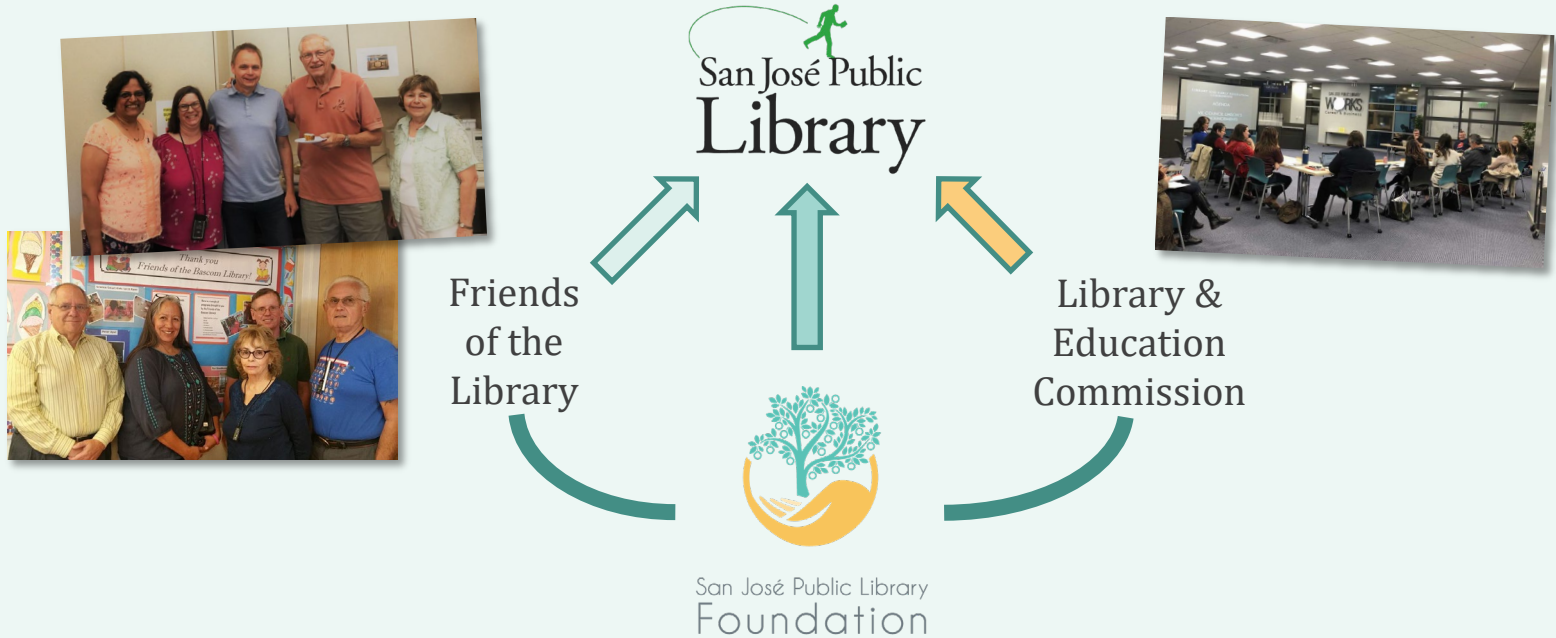 San José Public
Library
WORKS
Thank you
Friends of the Bascom Library!
Friends
of the
Library
Library &
Education
Commission
San José Public Library
Foundation